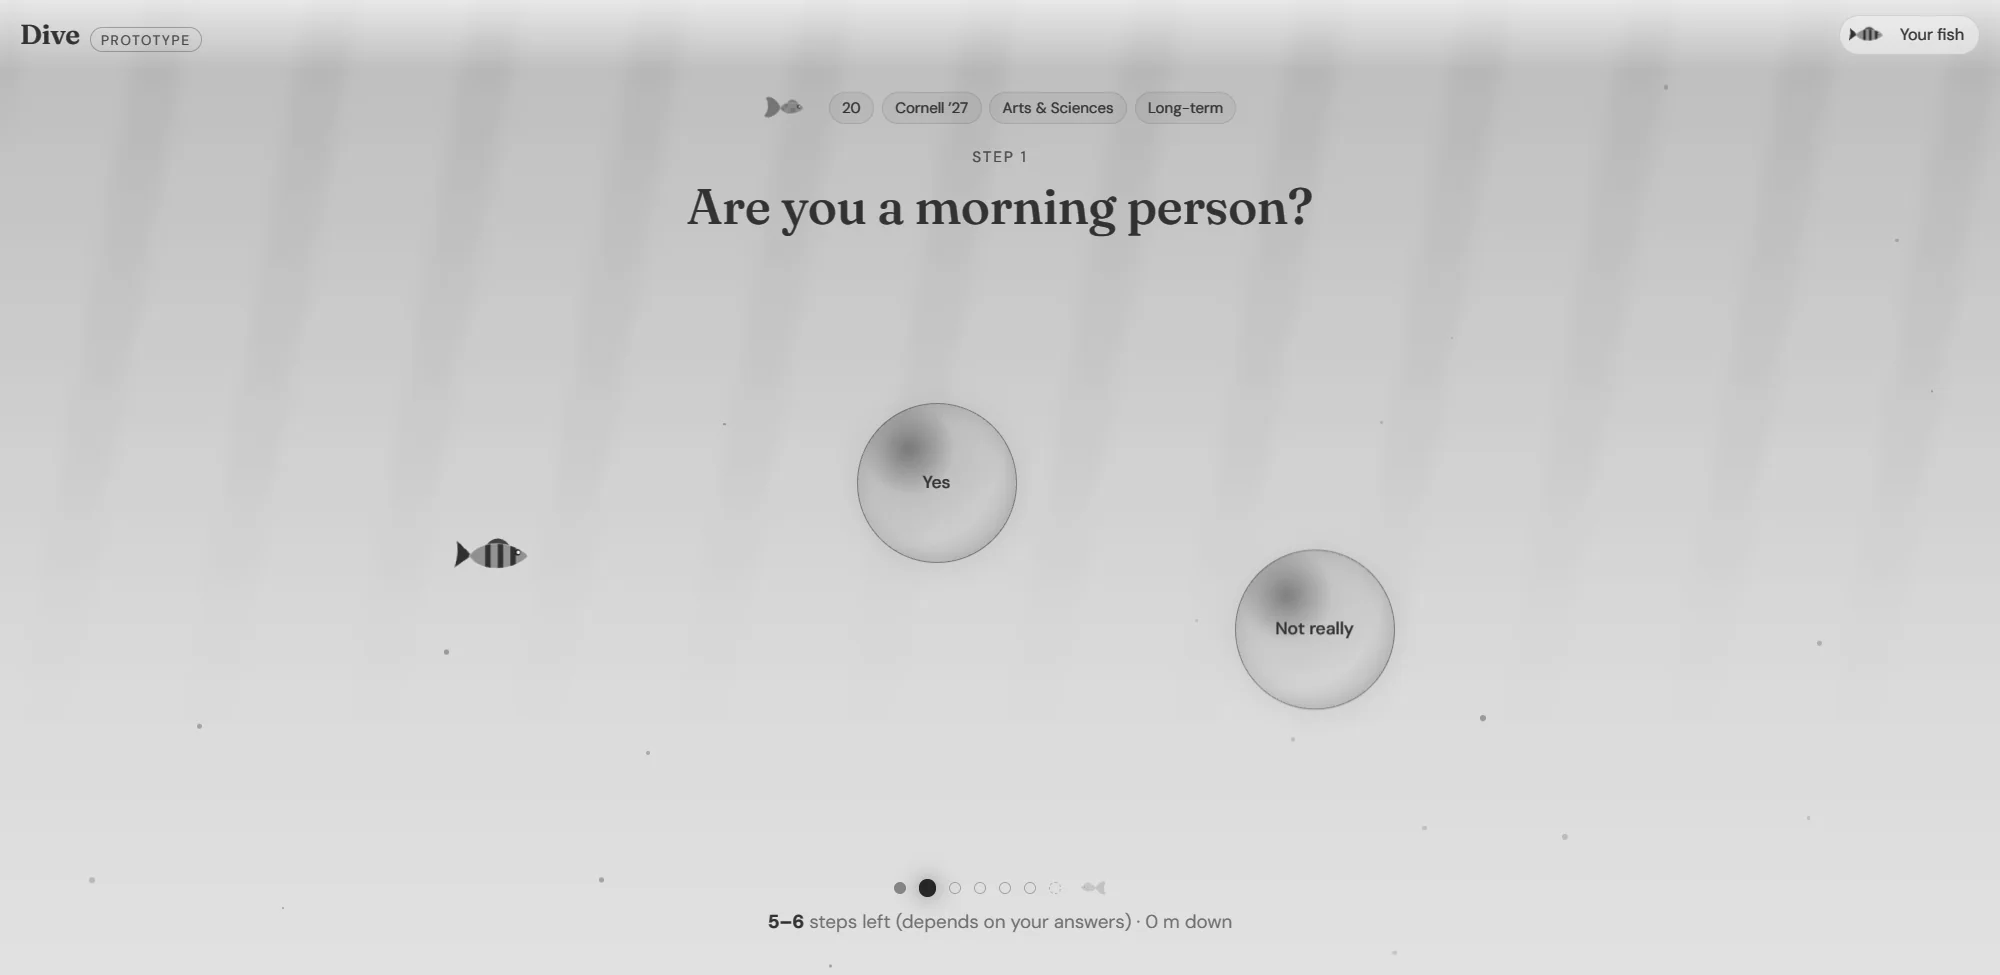 Dive
PROTOTYPE
Your fish
20
Cornell ’27
Arts & Sciences
Long-term
STEP 1
Are you a morning person?
Yes
Not really
5–6 steps left (depends on your answers) · 0 m down